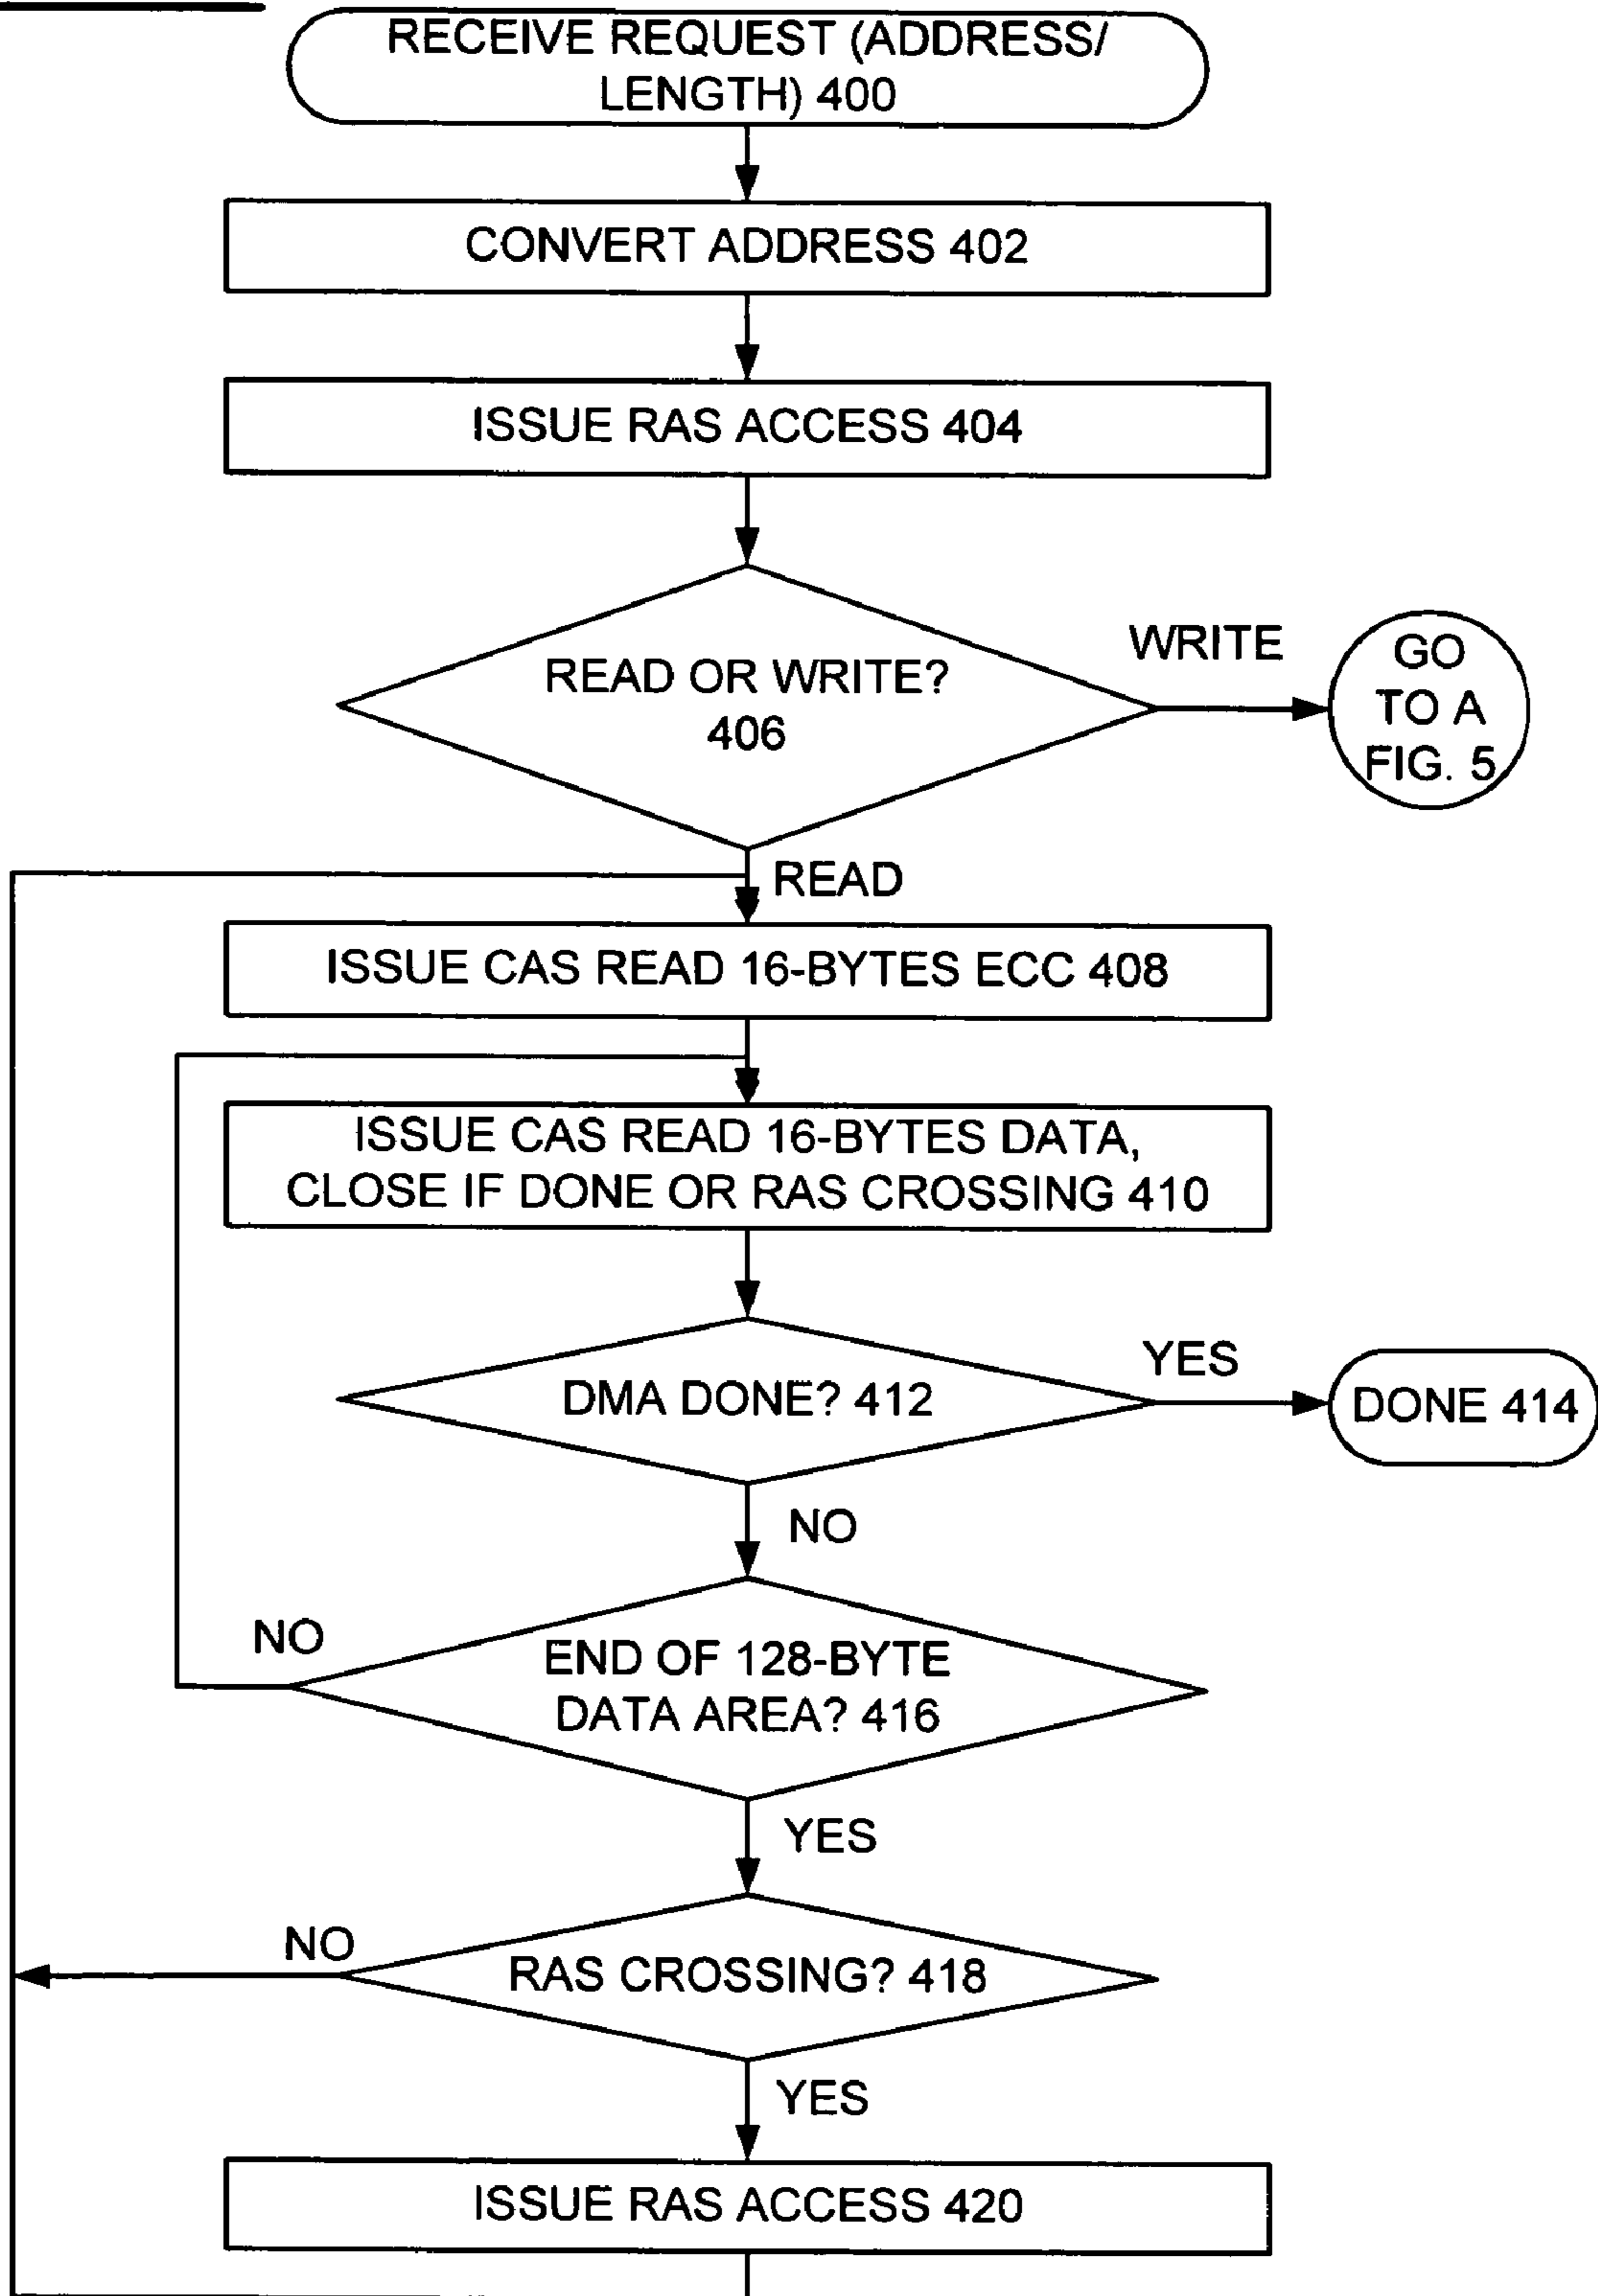 RECEIVE REQUEST (ADDRESS/
LENGTH) 400
CONVERT ADDRESS 402
ISSUE RAS ACCESS 404
READ OR WRITE?
406
WRITE
GO
TO A
FIG. 5
READ
ISSUE CAS READ 16-BYTES ECC 408
ISSUE CAS READ 16-BYTES DATA,
CLOSE IF DONE OR RAS CROSSING 410
DMA DONE? 412
YES
DONE 414
NO
NO
END OF 128-BYTE
DATA AREA? 416
YES
NO
RAS CROSSING? 418
YES
ISSUE RAS ACCESS 420